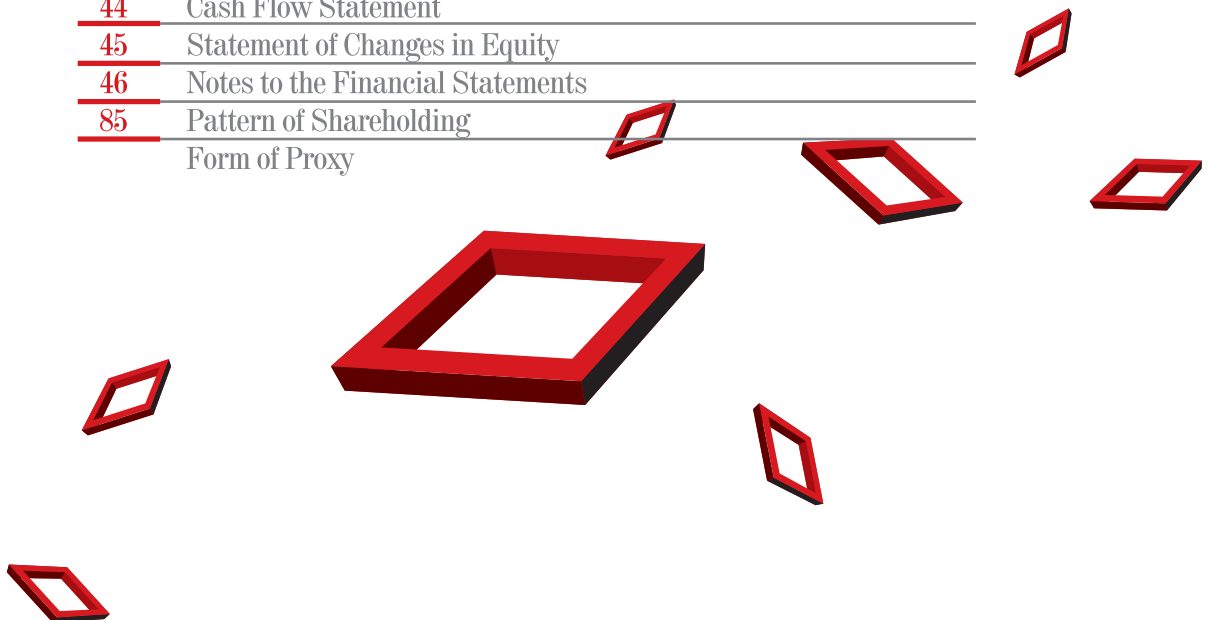 44 Cash Flow Statement
45 Statement of Changes in Equity
46 Notes to the Financial Statements
85 Pattern of Shareholding
Form of Proxy